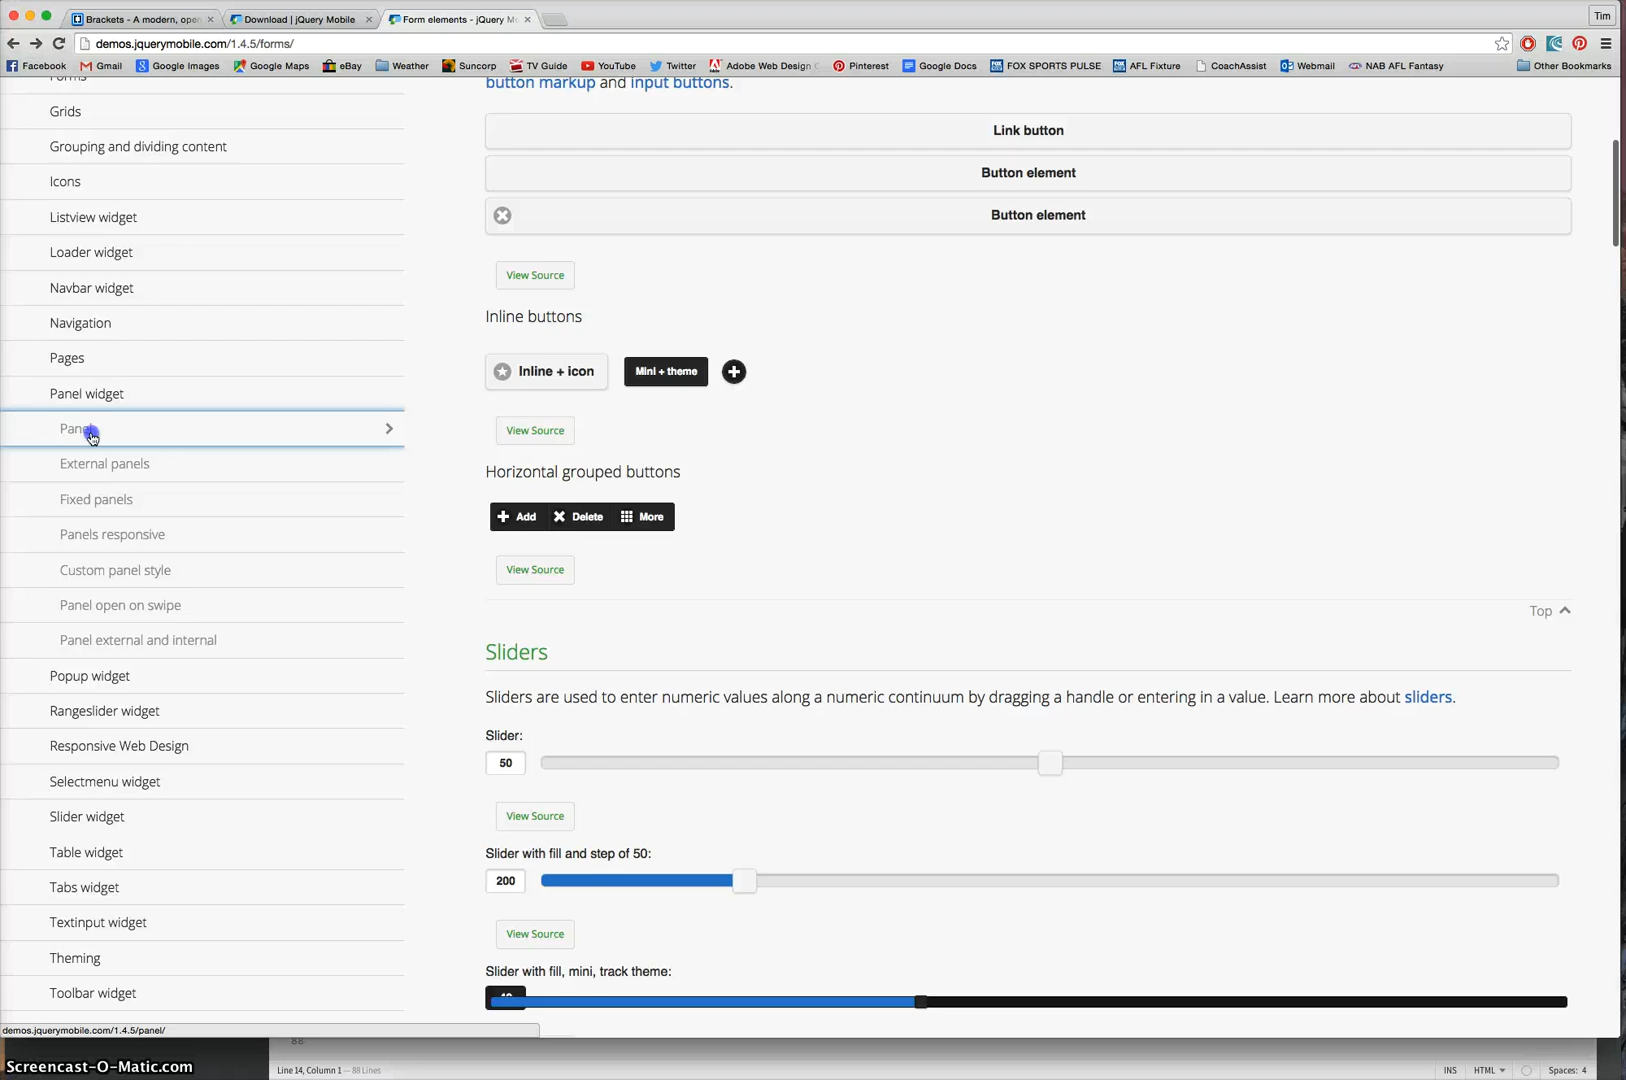 Brackets - A modern, open
Download | jQuery Mobile
Form elements - jQuery Mo
Tim
demos.jquerymobile.com/1.4.5/forms/
Facebook
Gmail
Google Images
Google Maps
eBay
Weather
Suncorp
TV Guide
YouTube
Twitter
Adobe Web Design
Pinterest
Google Docs
FOX SPORTS PULSE
AFL Fixture
CoachAssist
Webmail
NAB AFL Fantasy
Other Bookmarks
Forms
Grids
Grouping and dividing content
Icons
Listview widget
Loader widget
Navbar widget
Navigation
Pages
Panel widget
Panel
External panels
Fixed panels
Panels responsive
Custom panel style
Panel open on swipe
Panel external and internal
Popup widget
Rangeslider widget
Responsive Web Design
Selectmenu widget
Slider widget
Table widget
Tabs widget
Textinput widget
Theming
Toolbar widget
button markup and input buttons.
Link button
Button element
Button element
View Source
Inline buttons
Inline + icon
Mini + theme
View Source
Horizontal grouped buttons
Add
Delete
More
View Source
Top
Sliders
Sliders are used to enter numeric values along a numeric continuum by dragging a handle or entering in a value. Learn more about sliders.
Slider:
50
View Source
Slider with fill and step of 50:
200
View Source
Slider with fill, mini, track theme:
demos.jquerymobile.com/1.4.5/panel/
88
Line 14, Column 1 — 88 Lines
INS
HTML
Spaces: 4
Screencast-O-Matic.com